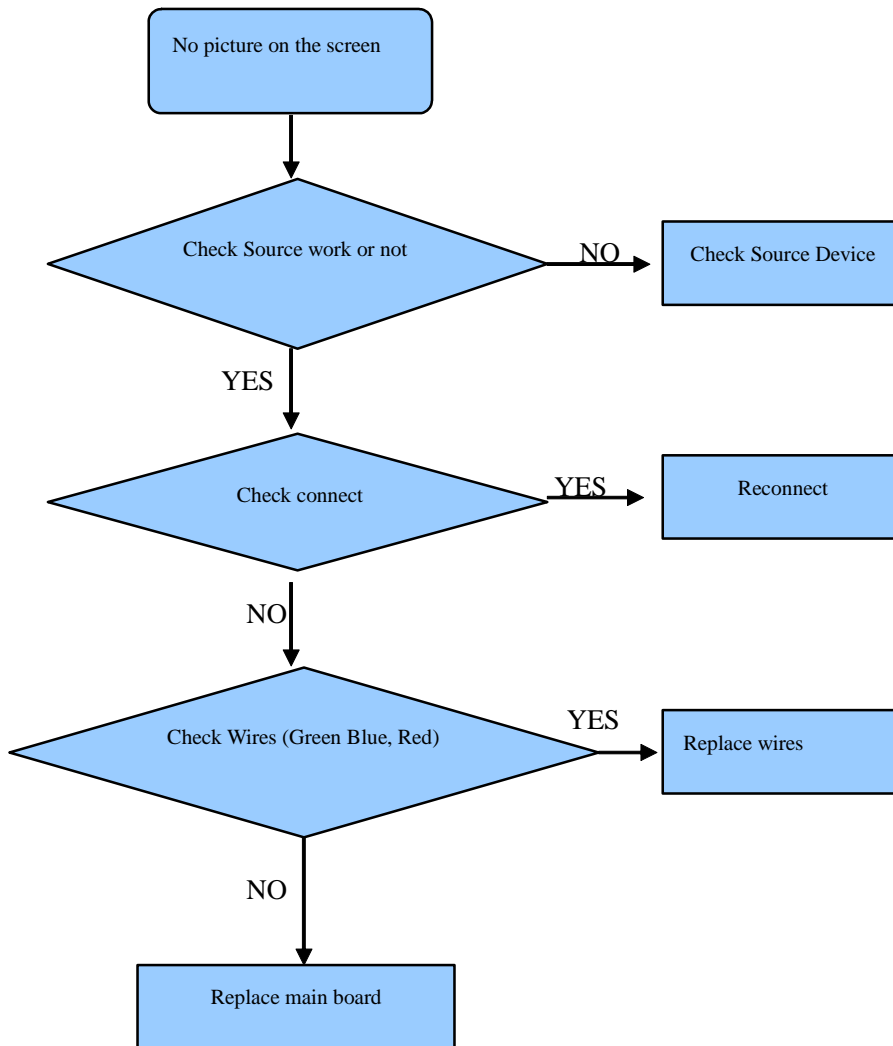 No picture on the screen
Check Source work or not
NO
Check Source Device
YES
Check connect
YES
Reconnect
NO
Check Wires (Green Blue, Red)
YES
Replace wires
NO
Replace main board